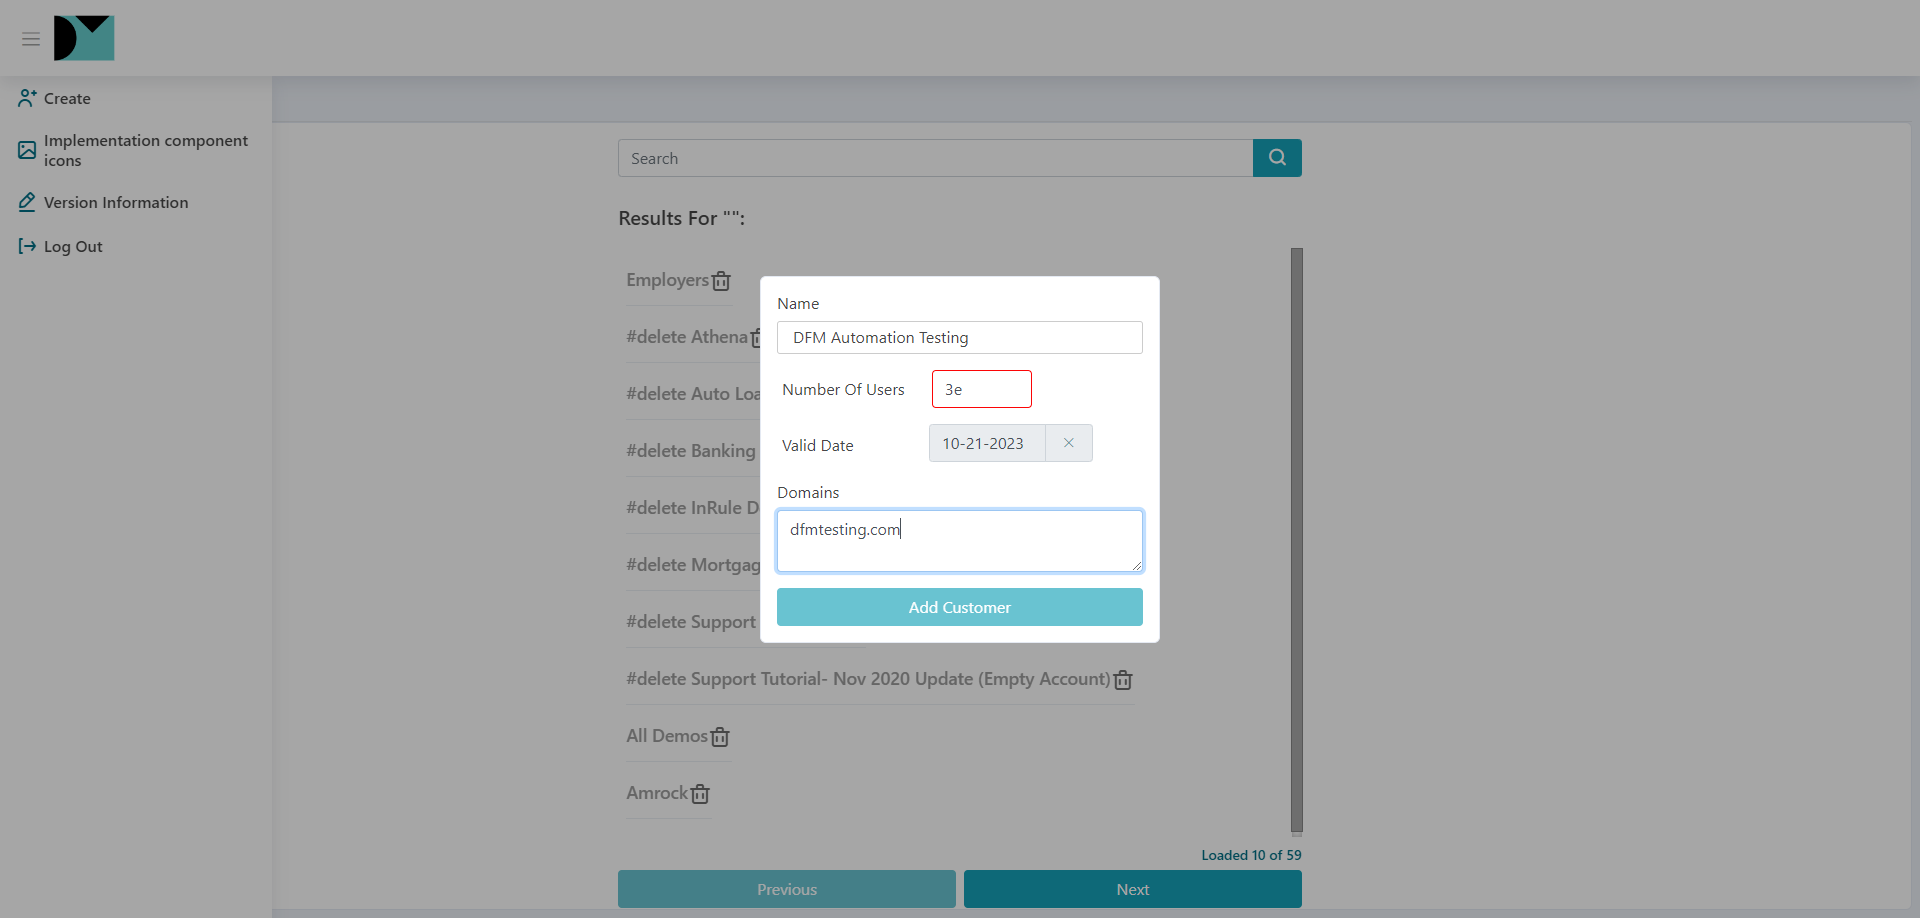 Create
Implementation component
icons
Version Information
Log Out
Search
Results For "":
Employers
#delete Athena
#delete Auto Loa
#delete Banking
#delete InRule D
#delete Mortgag
#delete Support
#delete Support Tutorial- Nov 2020 Update (Empty Account)
All Demos
Amrock
Loaded 10 of 59
Previous
Next
Name
DFM Automation Testing
Number Of Users
3e
Valid Date
10-21-2023
Domains
dfmtesting.com
Add Customer